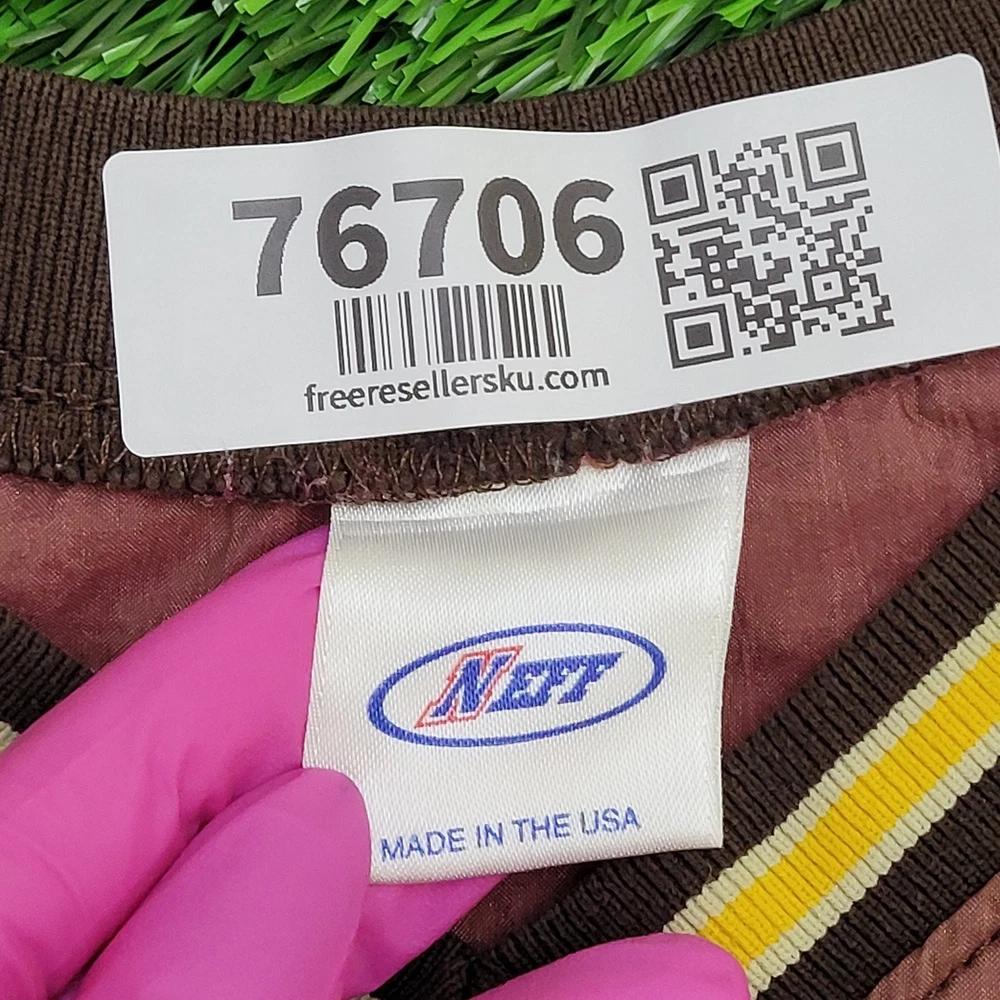 76706
freeresellersku.com
NEFF
MADE IN THE USA